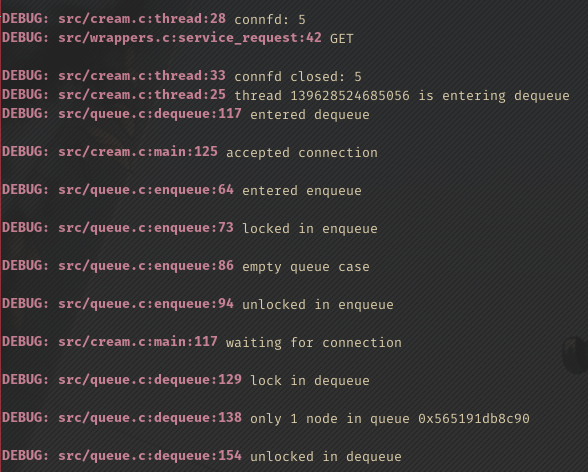 DEBUG: src/cream.c:thread:28 connfd: 5
DEBUG: src/wrappers.c:service_request:42 GET
DEBUG: src/cream.c:thread:33 connfd closed: 5
DEBUG: src/cream.c:thread:25 thread 139628524685056 is entering dequeue
DEBUG: src/queue.c:dequeue:117 entered dequeue
DEBUG: src/cream.c:main:125 accepted connection
DEBUG: src/queue.c:enqueue:64 entered enqueue
DEBUG: src/queue.c:enqueue:73 locked in enqueue
DEBUG: src/queue.c:enqueue:86 empty queue case
DEBUG: src/queue.c:enqueue:94 unlocked in enqueue
DEBUG: src/cream.c:main:117 waiting for connection
DEBUG: src/queue.c:dequeue:129 lock in dequeue
DEBUG: src/queue.c:dequeue:138 only 1 node in queue 0x565191db8c90
DEBUG: src/queue.c:dequeue:154 unlocked in dequeue